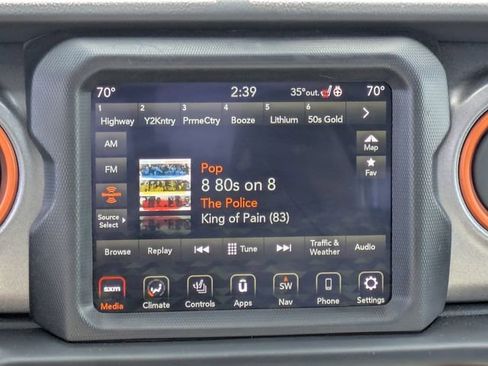 70° 2:39 35°out. 70°
1 2 3 4 5 6
Highway Y2Kntry PrmeCtry Booze Lithium 50s Gold
AM
Map
FM
Pop
Fav
8 80s on 8
The Police
Source
Select
King of Pain (83)
Browse Replay Tune Traffic & Weather Audio
sxm SW
Media Climate Controls Apps Nav Phone Settings